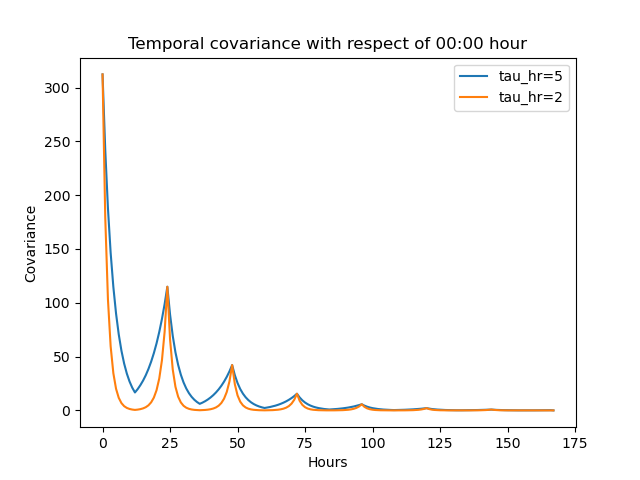 Temporal covariance with respect of 00:00 hour
tau_hr=5
tau_hr=2
Covariance
300
250
200
150
100
50
0
0 25 50 75 100 125 150 175
Hours